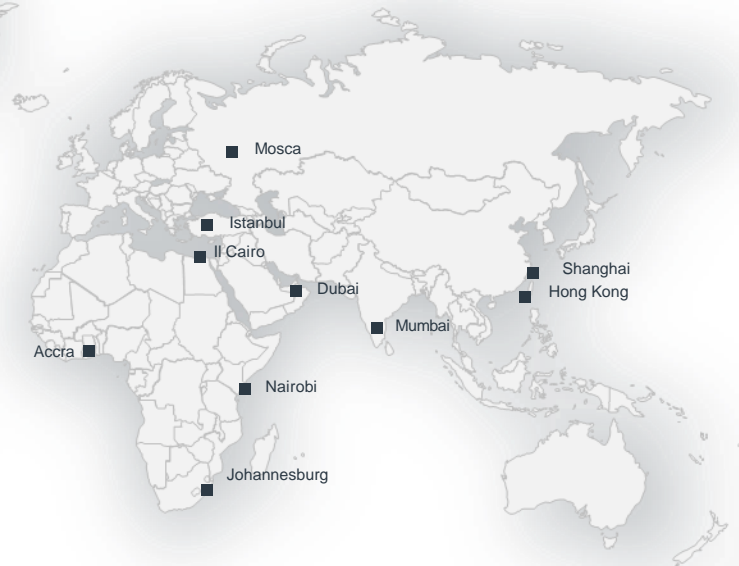 Mosca
Istanbul
Il Cairo
Shanghai
Dubai
Hong Kong
Mumbai
Accra
Nairobi
Johannesburg